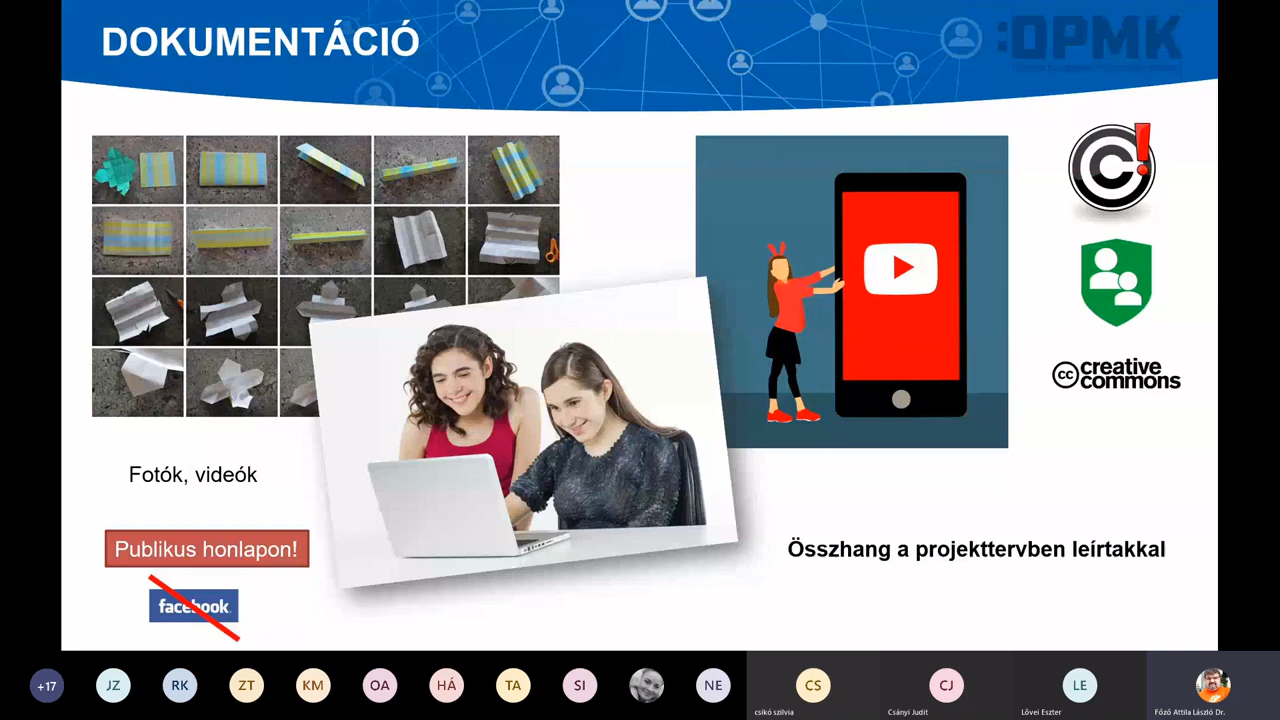 DOKUMENTÁCIÓ
:DPMK
creative
commons
Fotók, videók
Publikus honlapon!
facebook.
Összhang a projekttervben leírtakkal
+17
JZ
RK
ZT
KM
OA
HÁ
TA
SI
NE
CS
CJ
LE
csikó szilvia
Csányi Judit
Lővei Eszter
Főző Attila László Dr.